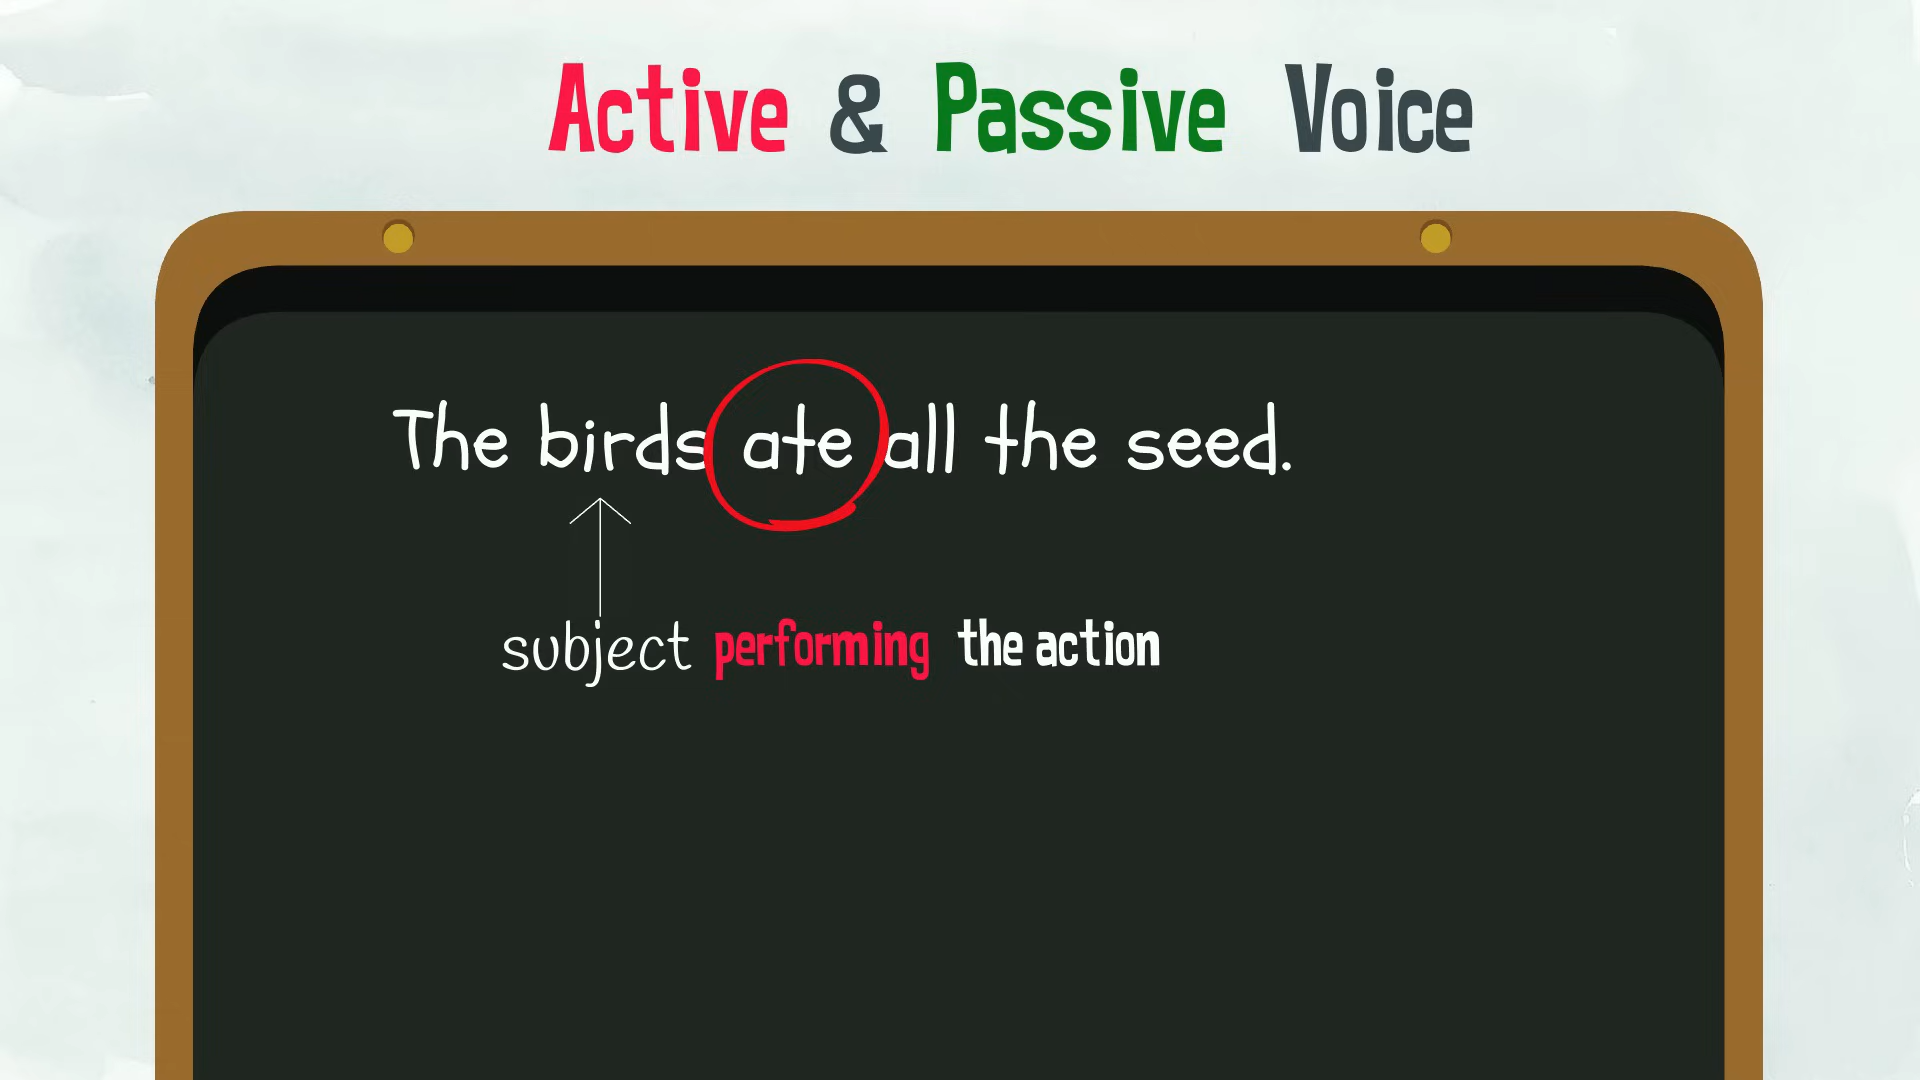 Active & Passive Voice
The birds ate all the seed.
subject performing the action